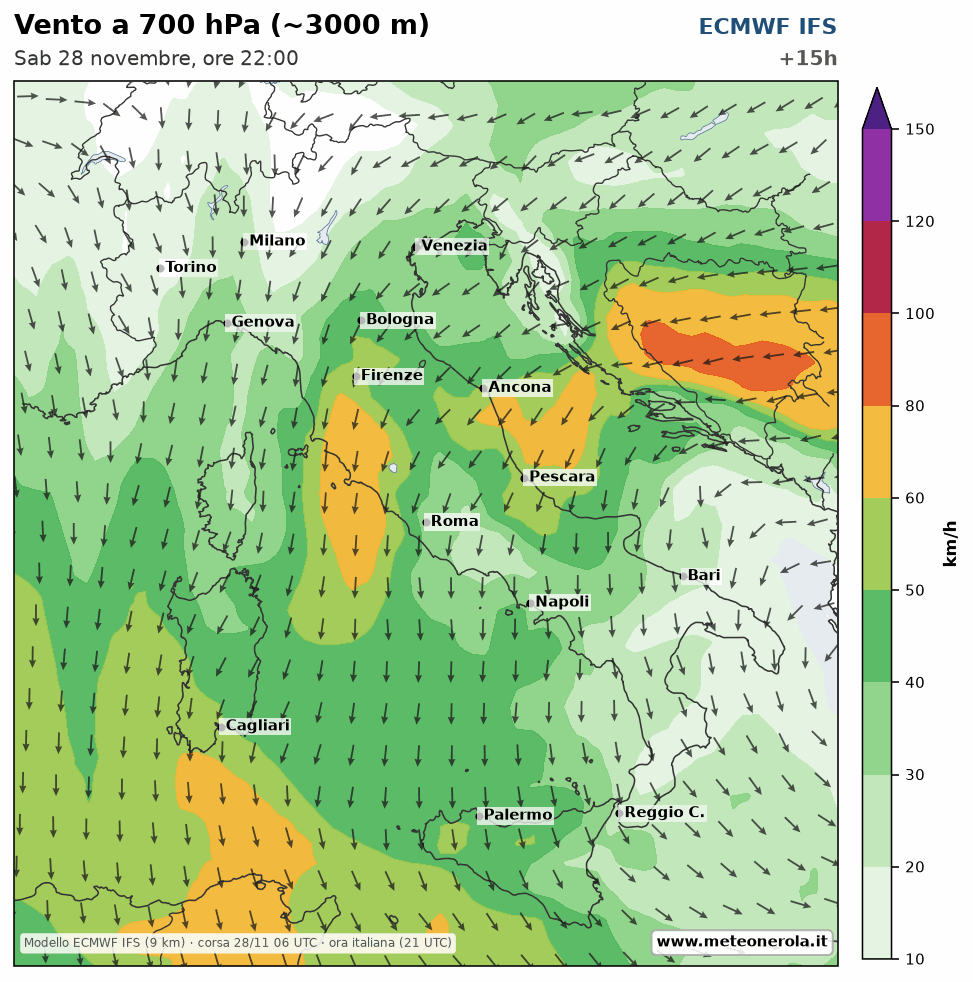 Vento a 700 hPa (~3000 m)
ECMWF IFS
Sab 28 novembre, ore 22:00
+15h
150
120
100
80
60
50
40
30
20
10
km/h
Milano
Venezia
Torino
Genova
Bologna
Firenze
Ancona
Pescara
Roma
Bari
Napoli
Cagliari
Palermo
Reggio C.
Modello ECMWF IFS (9 km) · corsa 28/11 06 UTC · ora italiana (21 UTC)
www.meteonerola.it